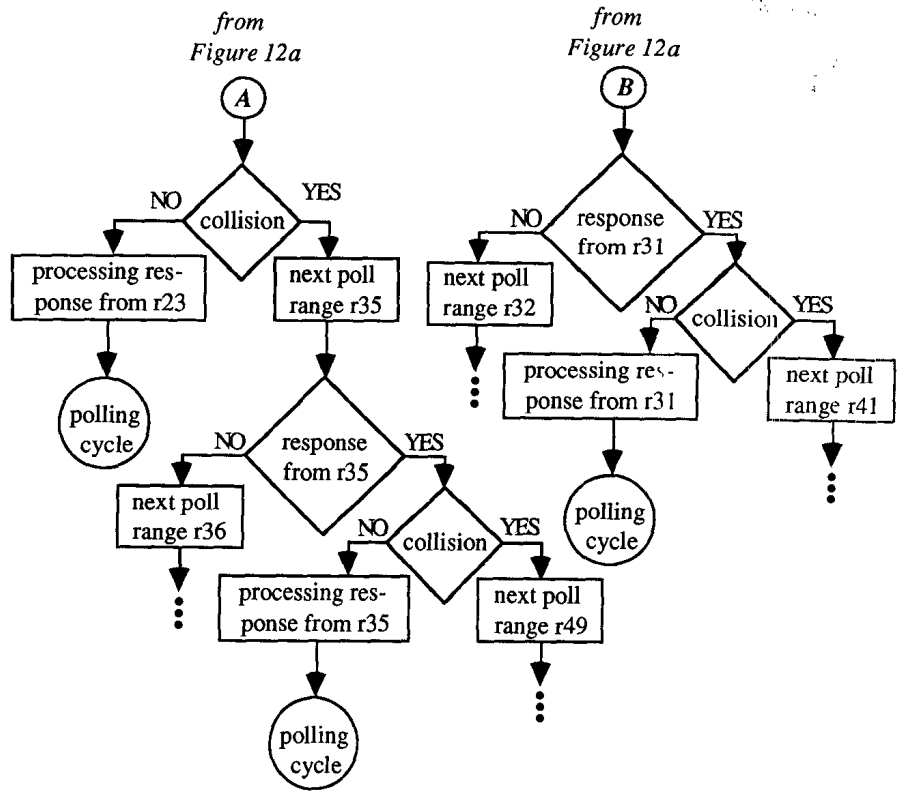 from
Figure 12a
A
collision
NO
YES
processing res-
ponse from r23
next poll
range r35
polling
cycle
response
from r35
NO
YES
next poll
range r36
collision
NO
YES
processing res-
ponse from r35
next poll
range r49
polling
cycle
from
Figure 12a
B
response
from r31
NO
YES
next poll
range r32
collision
NO
YES
processing res-
ponse from r31
next poll
range r41
polling
cycle